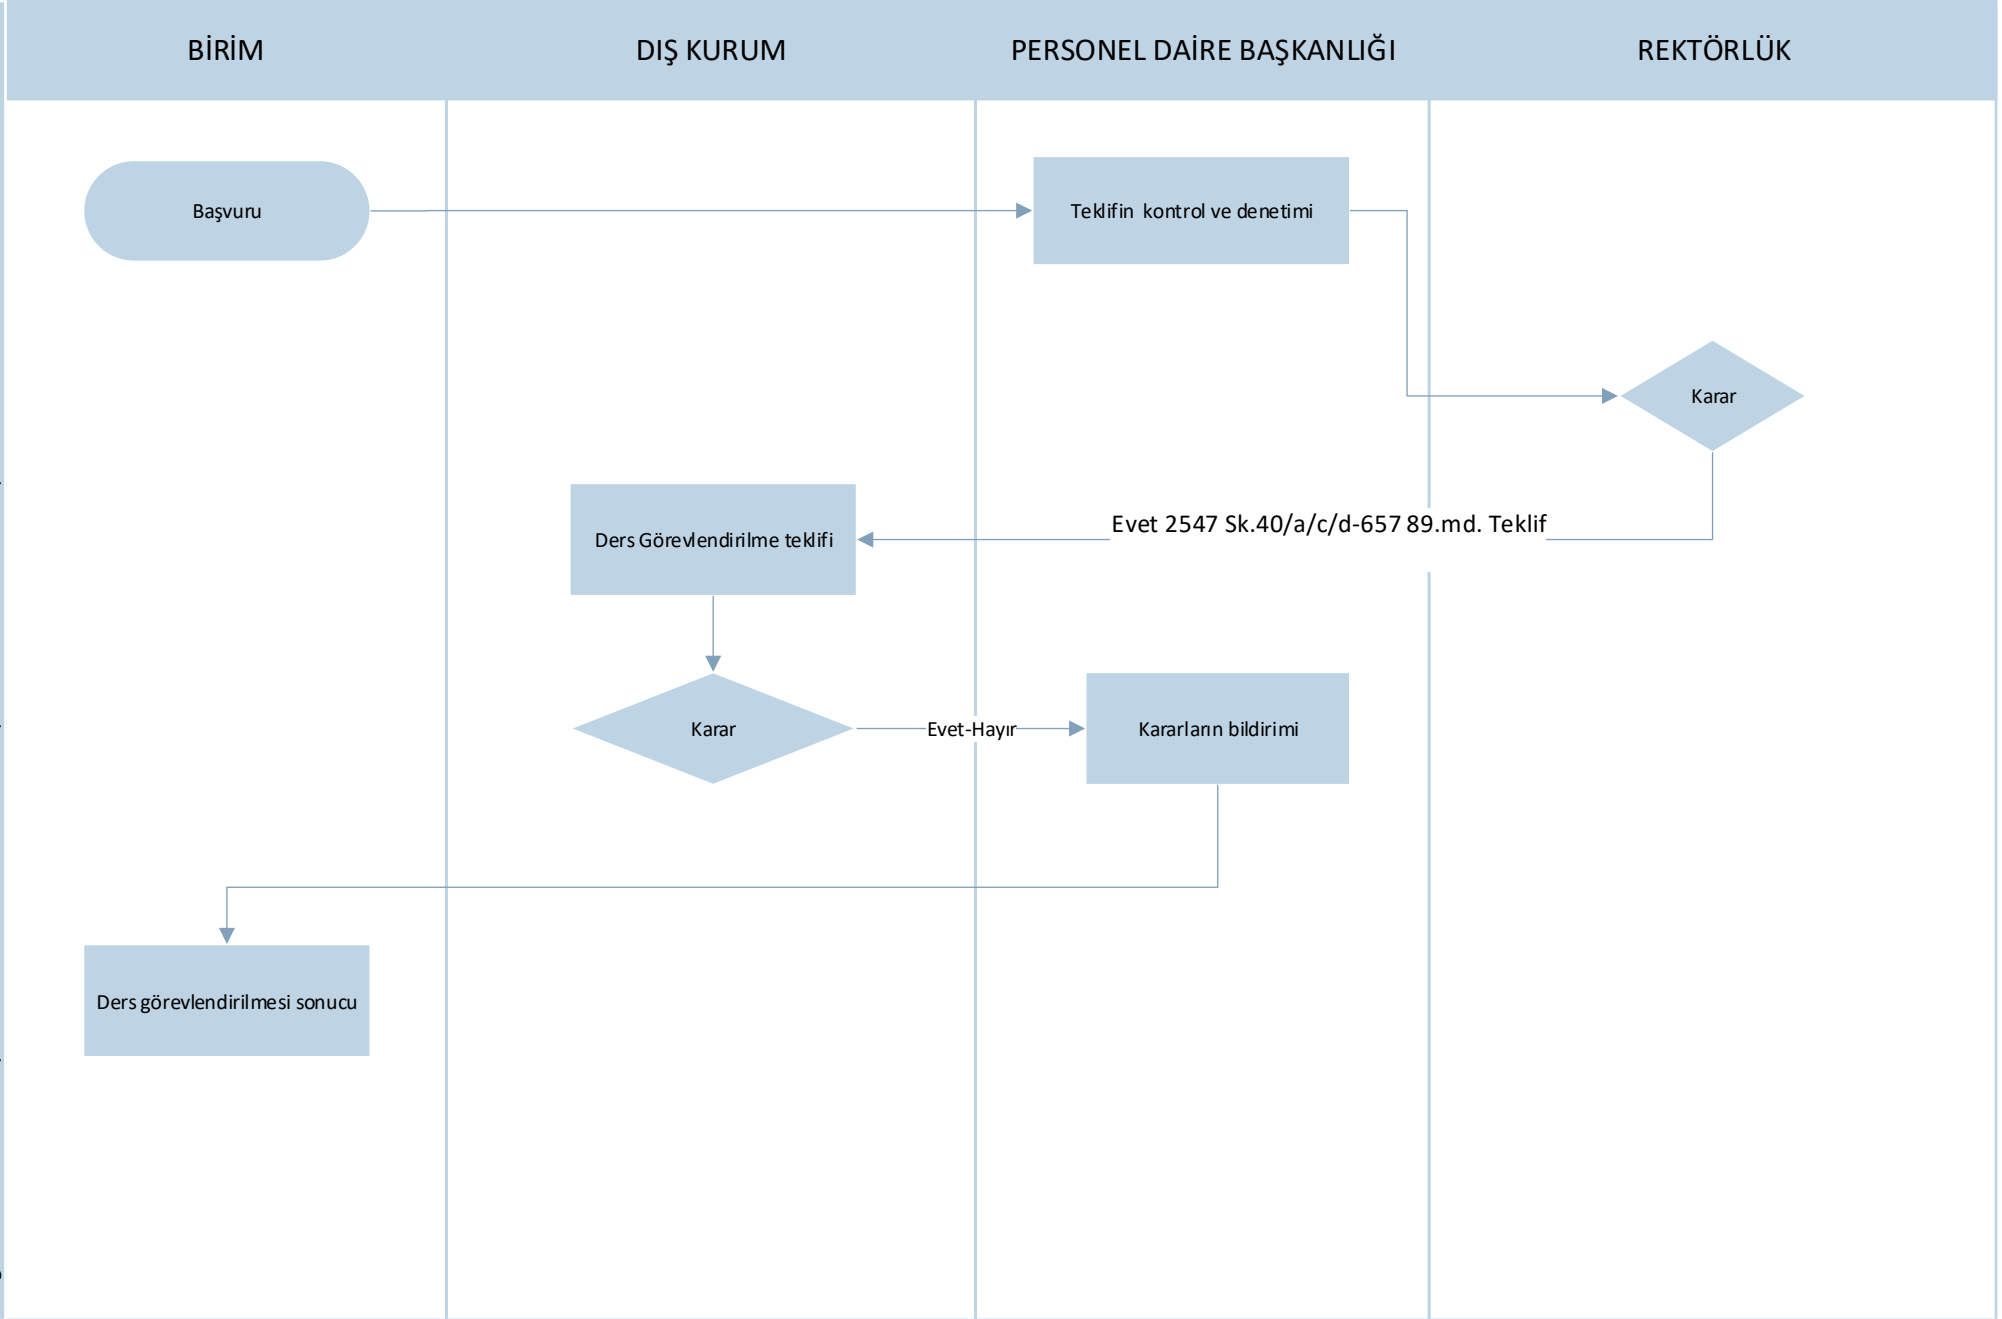 BİRİM
DIŞ KURUM
PERSONEL DAİRE BAŞKANLIĞI
REKTÖRLÜK
Başvuru
Teklifin kontrol ve denetimi
Karar
Evet 2547 Sk.40/a/c/d-657 89.md. Teklif
Ders Görevlendirilme teklifi
Karar
Evet-Hayır
Kararların bildirimi
Ders görevlendirilmesi sonucu